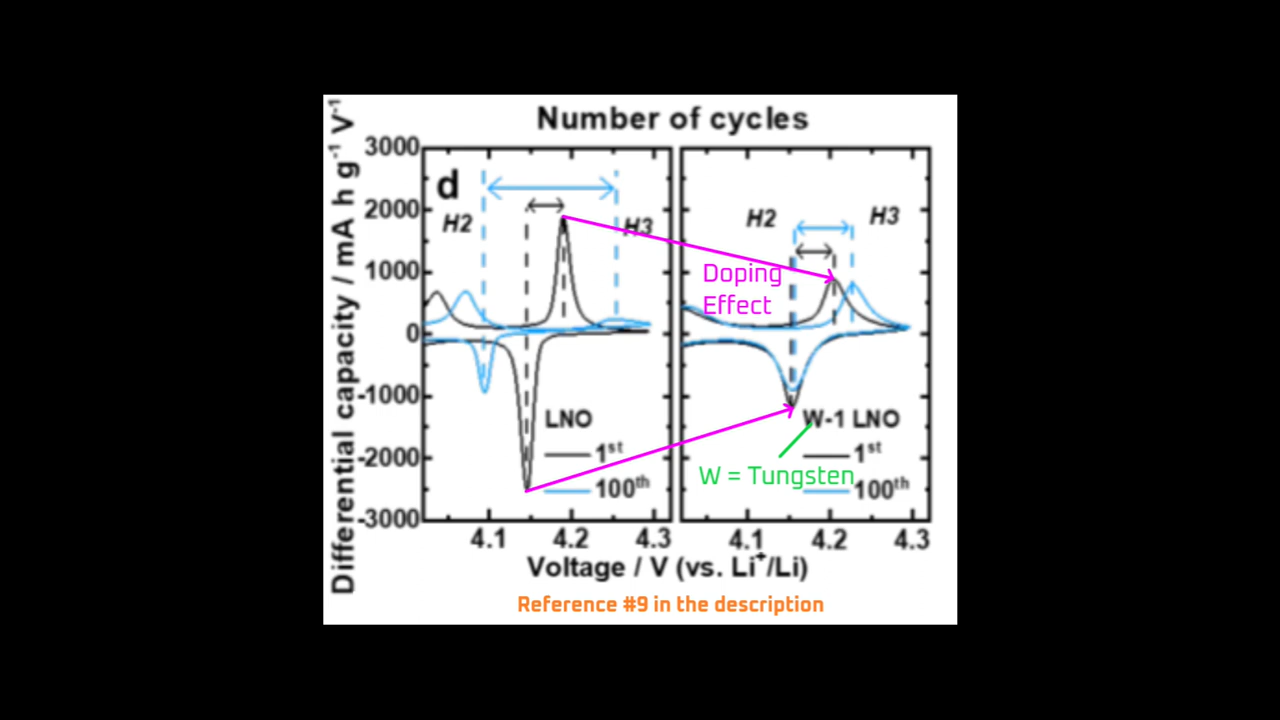 Number of cycles
Differential capacity / mA h g⁻¹ V⁻¹
3000
2000
1000
0
-1000
-2000
-3000
d
H2
H3
LNO
1st
100th
4.1
4.2
4.3
H2
H3
Doping
Effect
W-1 LNO
1st
W = Tungsten
100th
4.1
4.2
4.3
Voltage / V (vs. Li⁺/Li)
Reference #9 in the description